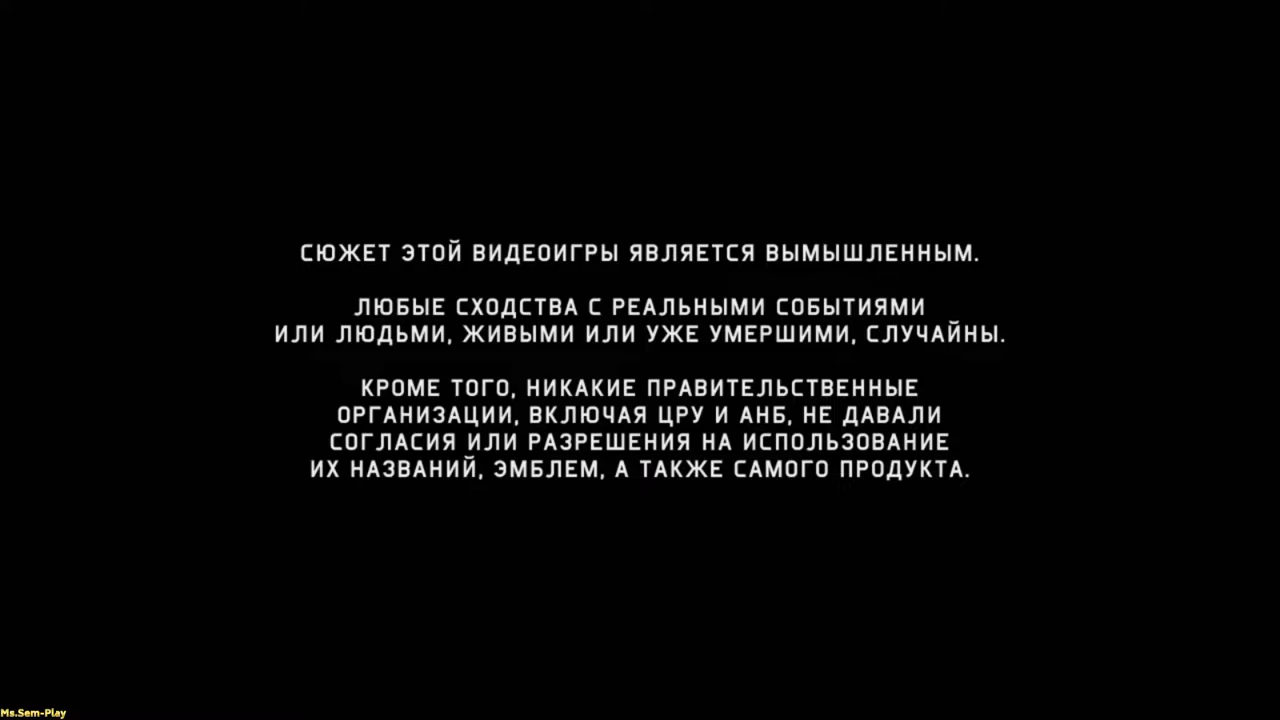 СЮЖЕТ ЭТОЙ ВИДЕОИГРЫ ЯВЛЯЕТСЯ ВЫМЫШЛЕННЫМ.
ЛЮБЫЕ СХОДСТВА С РЕАЛЬНЫМИ СОБЫТИЯМИ
ИЛИ ЛЮДЬМИ, ЖИВЫМИ ИЛИ УЖЕ УМЕРШИМИ, СЛУЧАЙНЫ.
КРОМЕ ТОГО, НИКАКИЕ ПРАВИТЕЛЬСТВЕННЫЕ
ОРГАНИЗАЦИИ, ВКЛЮЧАЯ ЦРУ И АНБ, НЕ ДАВАЛИ
СОГЛАСИЯ ИЛИ РАЗРЕШЕНИЯ НА ИСПОЛЬЗОВАНИЕ
ИХ НАЗВАНИЙ, ЭМБЛЕМ, А ТАКЖЕ САМОГО ПРОДУКТА.
Ms.Sem-Play